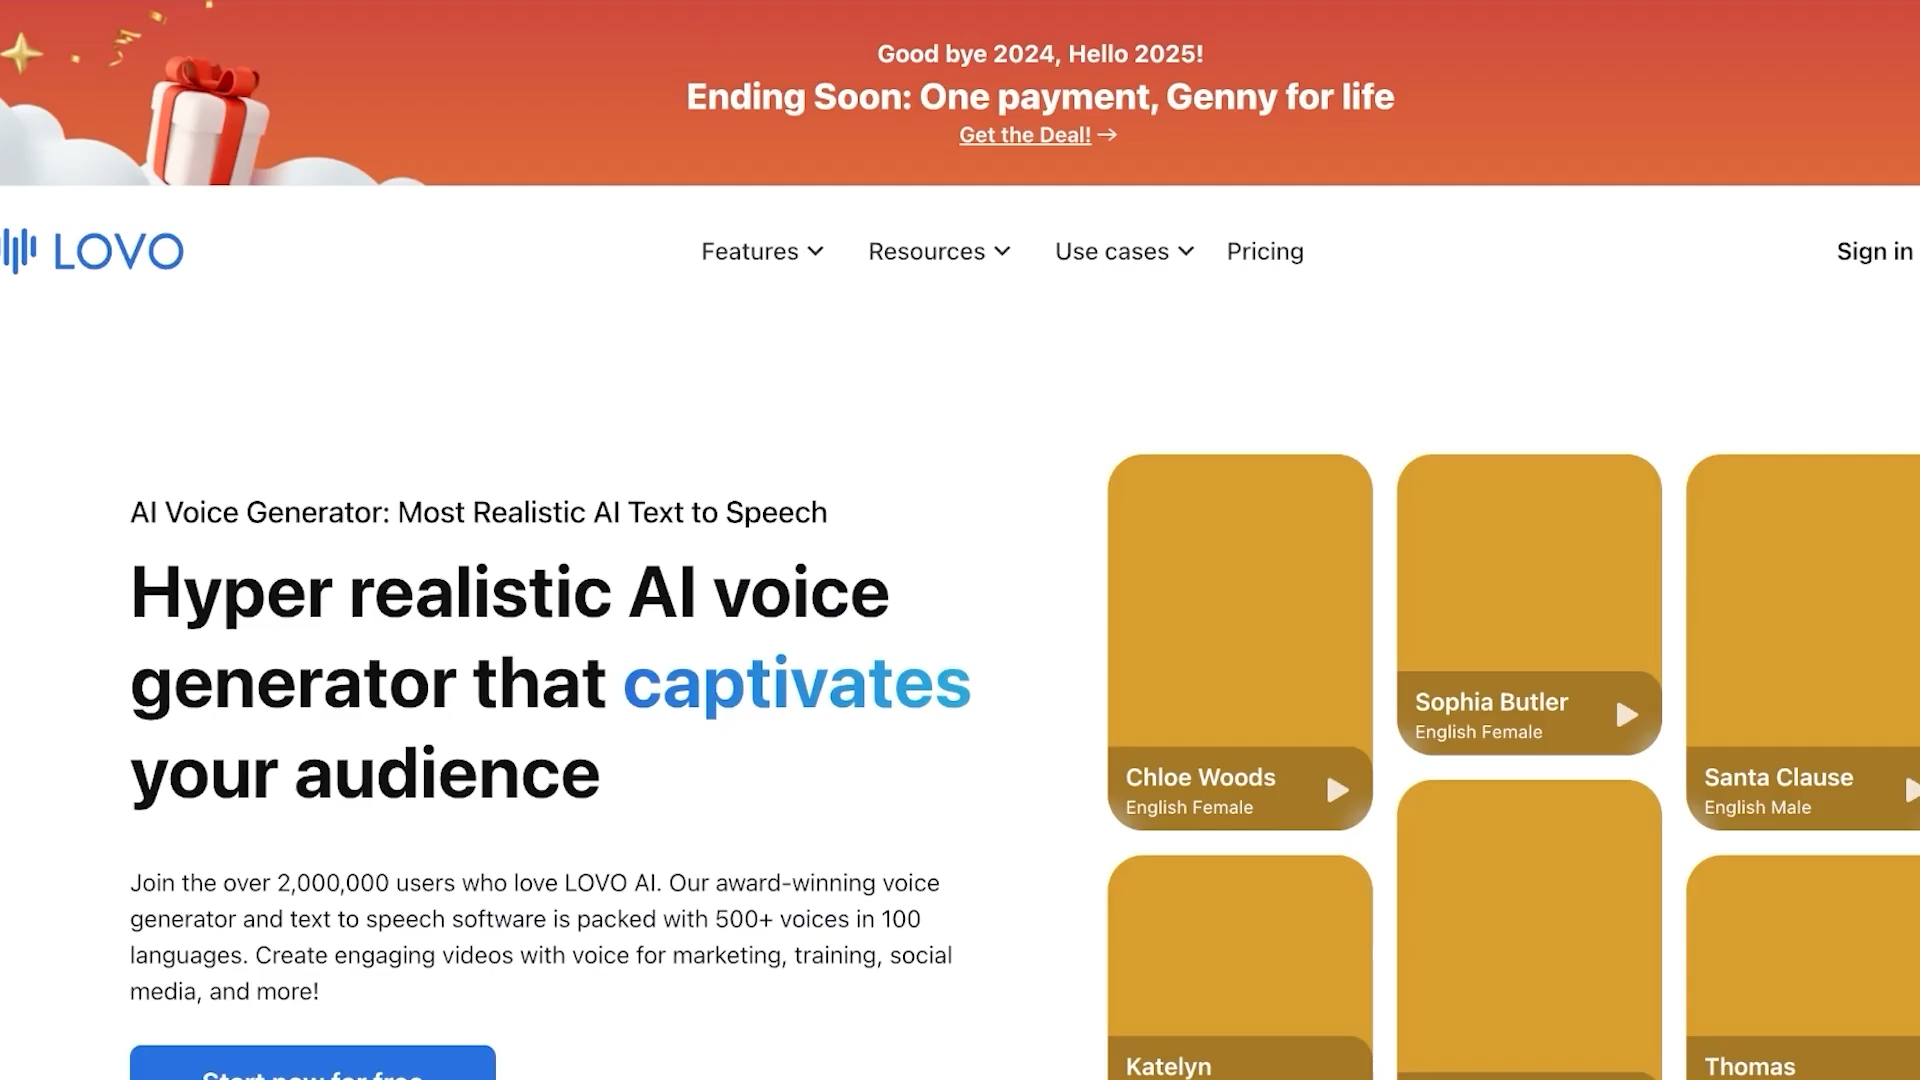 Good bye 2024, Hello 2025!
Ending Soon: One payment, Genny for life
Get the Deal! →
LOVO
Features
Resources
Use cases
Pricing
Sign in
AI Voice Generator: Most Realistic AI Text to Speech
Hyper realistic AI voice
generator that captivates
your audience
Join the over 2,000,000 users who love LOVO AI. Our award-winning voice
generator and text to speech software is packed with 500+ voices in 100
languages. Create engaging videos with voice for marketing, training, social
media, and more!
Start now for free
Chloe Woods
English Female
Sophia Butler
English Female
Santa Clause
English Male
Katelyn
Thomas